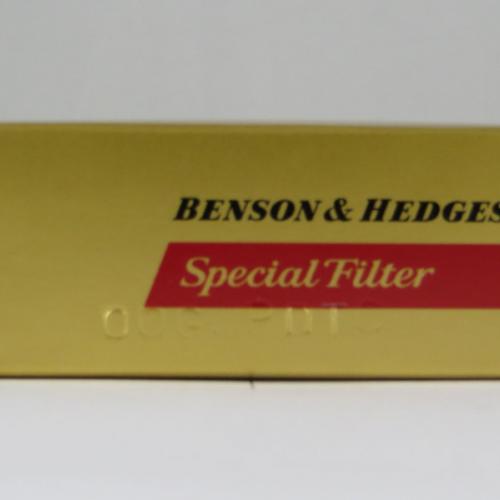 BENSON & HEDGES
Special Filter